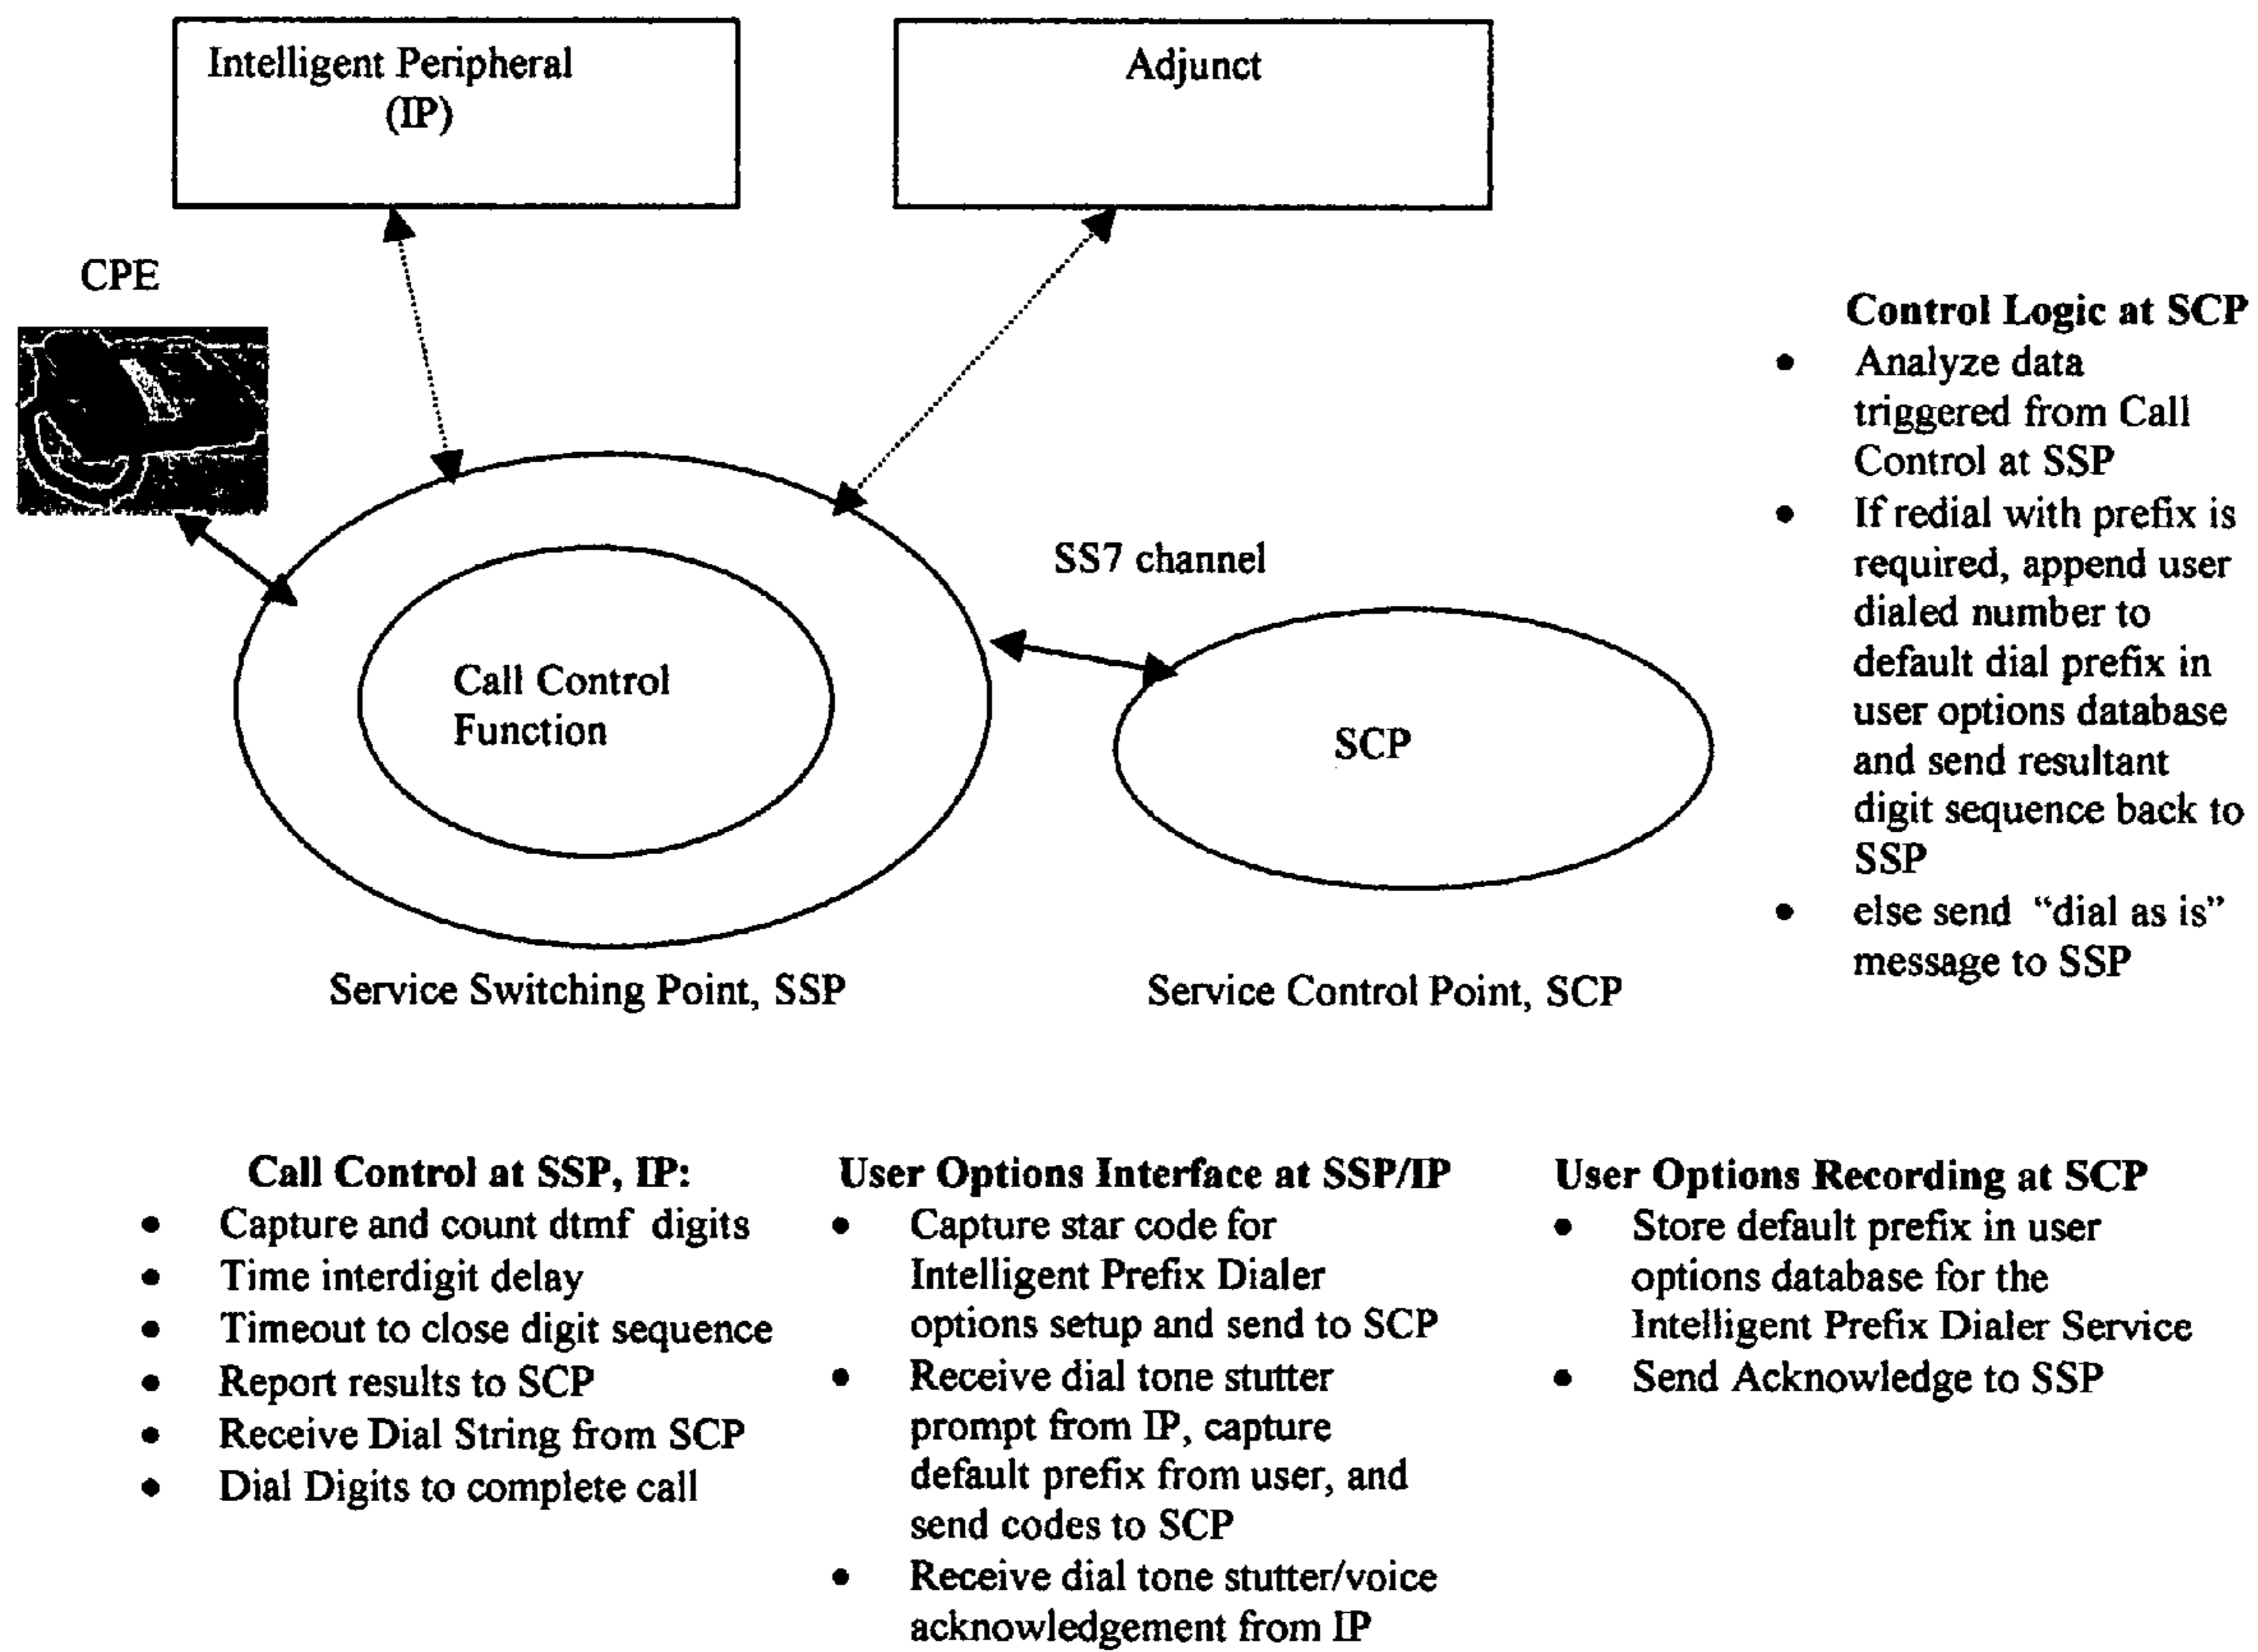 Intelligent Peripheral
(IP)
Adjunct
CPE
SS7 channel
Call Control
Function
SCP
Service Switching Point, SSP
Service Control Point, SCP
Control Logic at SCP
• Analyze data
triggered from Call
Control at SSP
• If redial with prefix is
required, append user
dialed number to
default dial prefix in
user options database
and send resultant
digit sequence back to
SSP
• else send “dial as is”
message to SSP
Call Control at SSP, IP:
• Capture and count dtmf digits
• Time interdigit delay
• Timeout to close digit sequence
• Report results to SCP
• Receive Dial String from SCP
• Dial Digits to complete call
User Options Interface at SSP/IP
• Capture star code for
Intelligent Prefix Dialer
options setup and send to SCP
• Receive dial tone stutter
prompt from IP, capture
default prefix from user, and
send codes to SCP
• Receive dial tone stutter/voice
acknowledgement from IP
User Options Recording at SCP
• Store default prefix in user
options database for the
Intelligent Prefix Dialer Service
• Send Acknowledge to SSP